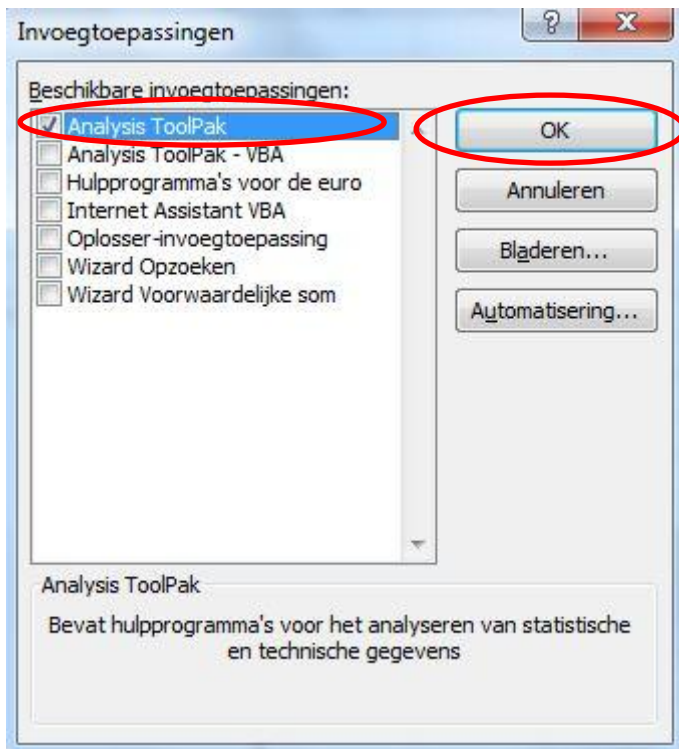 Invoegtoepassingen
Beschikbare invoegtoepassingen:
Analysis ToolPak
Analysis ToolPak - VBA
Hulpprogramma's voor de euro
Internet Assistant VBA
Oplosser-invoegtoepassing
Wizard Opzoeken
Wizard Voorwaardelijke som
OK
Annuleren
Bladeren...
Automatisering...
Analysis ToolPak
Bevat hulpprogramma's voor het analyseren van statistische
en technische gegevens